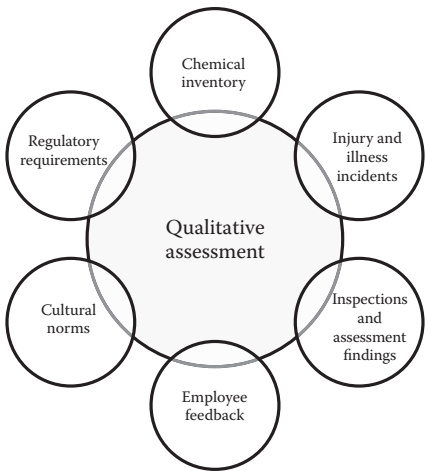 Chemical
inventory
Regulatory
requirements
Injury and
illness
incidents
Qualitative
assessment
Cultural
norms
Inspections
and
assessment
findings
Employee
feedback